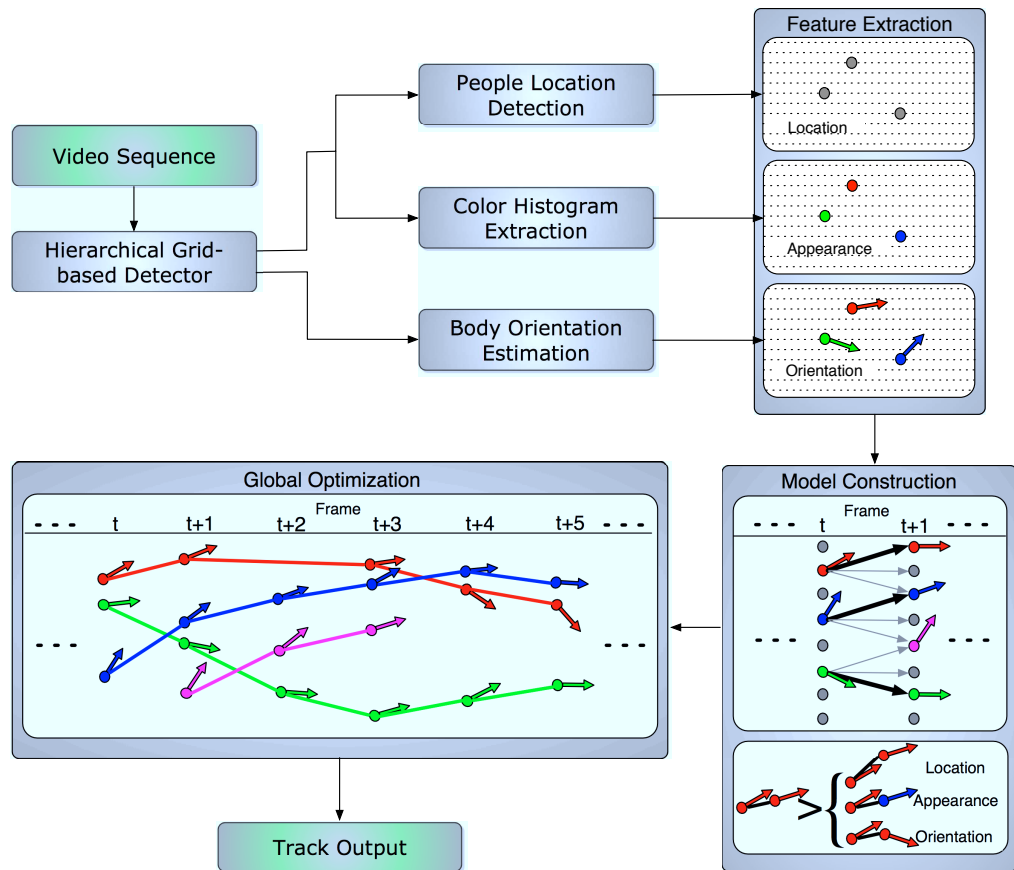 Feature Extraction
People Location
Detection
Location
Video Sequence
Color Histogram
Extraction
Appearance
Hierarchical Grid-
based Detector
Body Orientation
Estimation
Orientation
Global Optimization
Frame
t t+1 t+2 t+3 t+4 t+5
Model Construction
Frame
t t+1
Location
Appearance
Orientation
Track Output